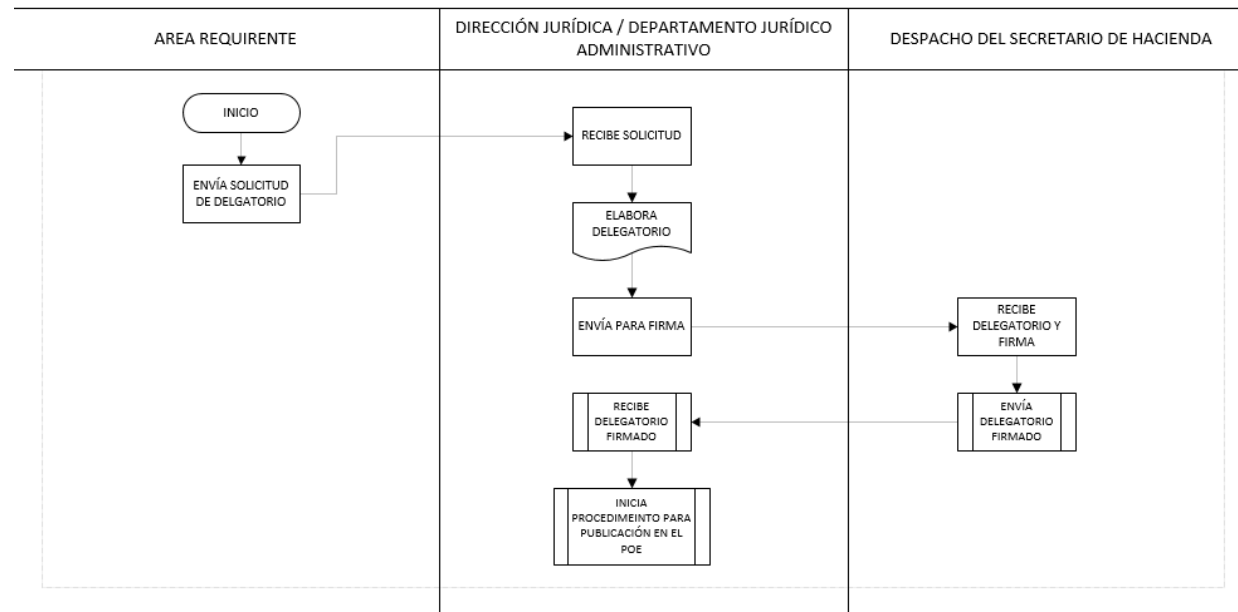 AREA REQUIRENTE
DIRECCIÓN JURÍDICA / DEPARTAMENTO JURÍDICO
ADMINISTRATIVO
DESPACHO DEL SECRETARIO DE HACIENDA
INICIO
ENVÍA SOLICITUD
DE DELGATORIO
RECIBE SOLICITUD
ELABORA
DELEGATORIO
ENVÍA PARA FIRMA
RECIBE
DELEGATORIO Y
FIRMA
ENVÍA
DELEGATORIO
FIRMADO
RECIBE
DELEGATORIO
FIRMADO
INICIA
PROCEDIMEINTO PARA
PUBLICACIÓN EN EL
POE